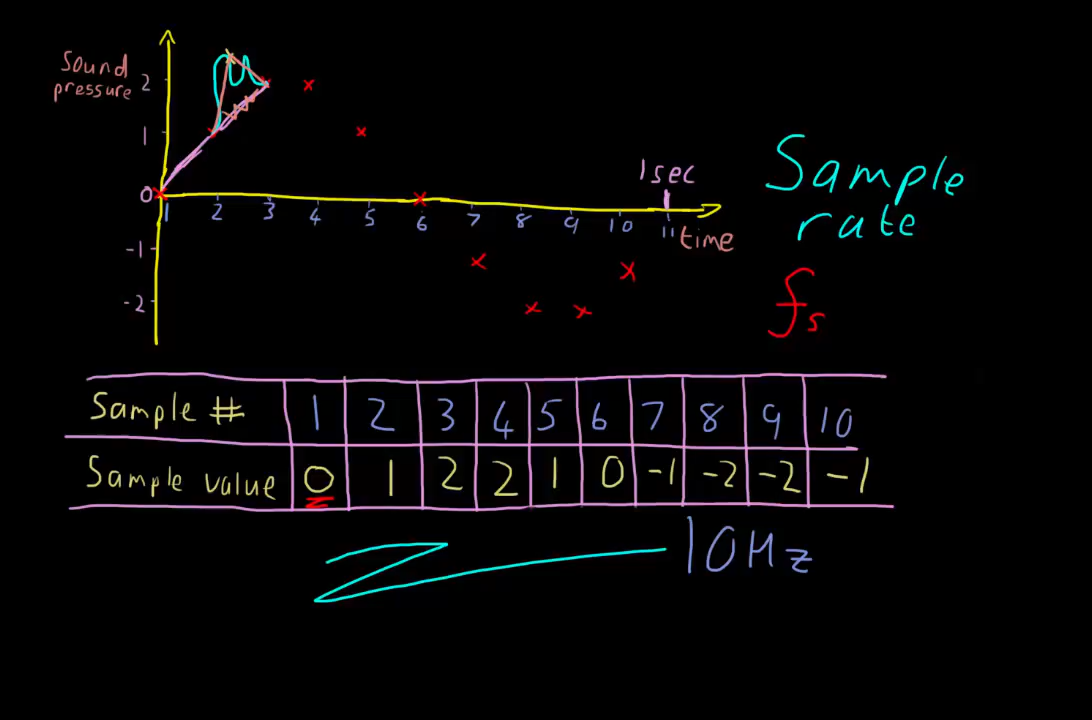 Sound
pressure
2
1
0
-1
-2
1 2 3 4 5 6 7 8 9 10 11
1sec
time
Sample
rate
fs
Sample # 1 2 3 4 5 6 7 8 9 10
Sample value 0 1 2 2 1 0 -1 -2 -2 -1
10Hz